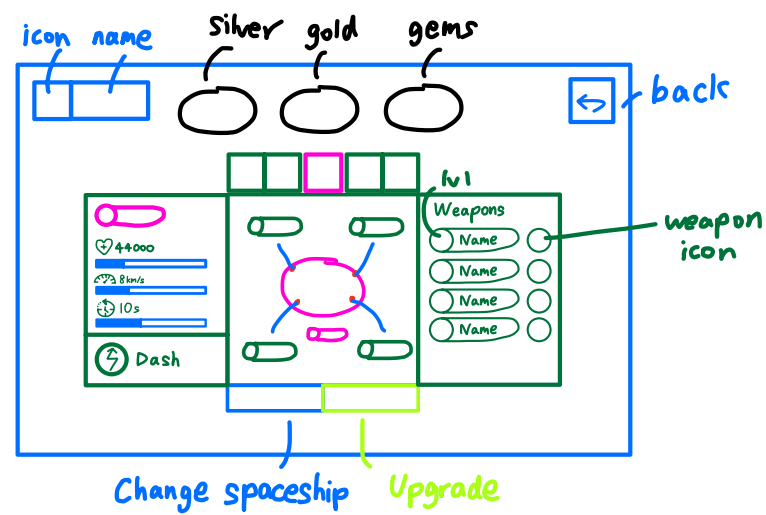 silver gold gems
icon name
back
lvl
Weapons
weapon
icon
Name
Name
Name
Name
44000
8km/s
10s
Dash
Change spaceship
Upgrade